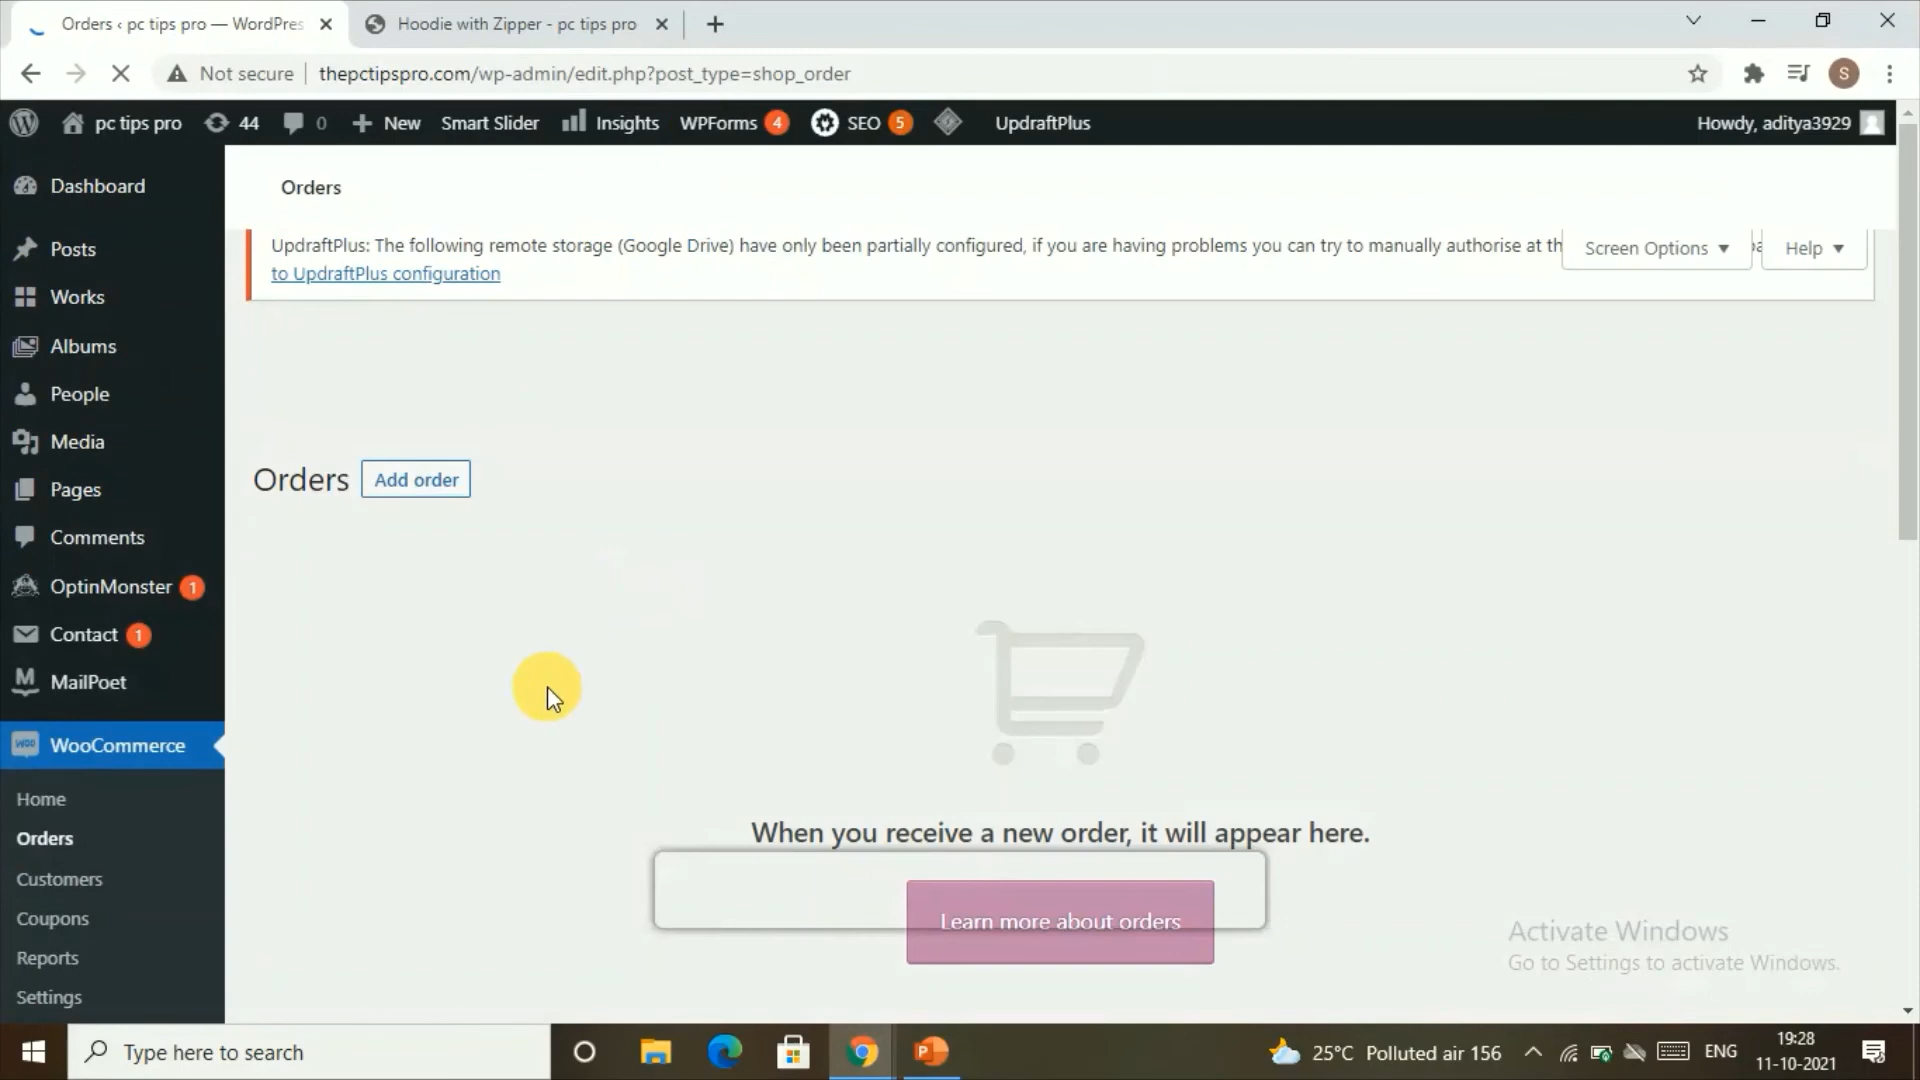 Orders ‹ pc tips pro — WordPres
Hoodie with Zipper - pc tips pro
Not secure
thepctipspro.com/wp-admin/edit.php?post_type=shop_order
S
pc tips pro
44
0
New
Smart Slider
Insights
WPForms 4
SEO 5
UpdraftPlus
Howdy, aditya3929
Dashboard
Posts
Works
Albums
People
Media
Pages
Comments
OptinMonster 1
Contact 1
MailPoet
WooCommerce
Home
Orders
Customers
Coupons
Reports
Settings
Orders
UpdraftPlus: The following remote storage (Google Drive) have only been partially configured, if you are having problems you can try to manually authorise at th
to UpdraftPlus configuration
Screen Options
Help
Orders
Add order
When you receive a new order, it will appear here.
Learn more about orders
Activate Windows
Go to Settings to activate Windows.
Type here to search
25°C Polluted air 156
ENG
19:28
11-10-2021